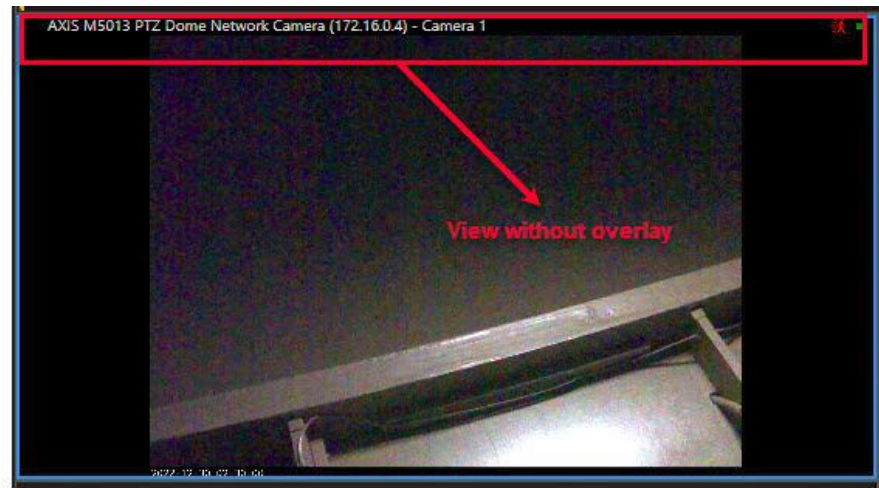 AXIS M5013 PTZ Dome Network Camera (172.16.0.4) - Camera 1
View without overlay